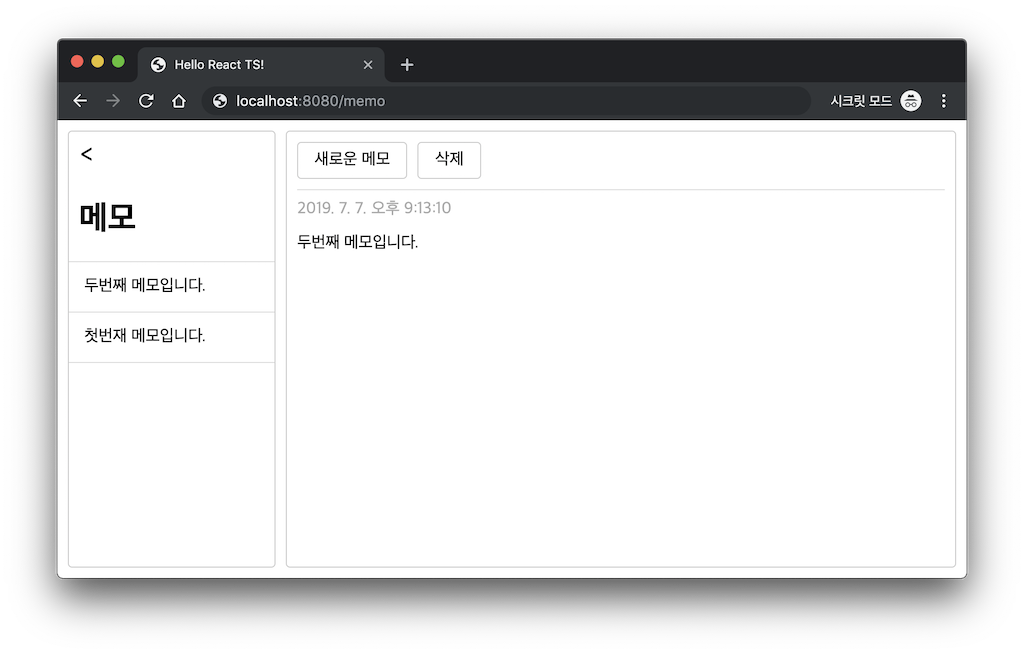 Hello React TS!
localhost:8080/memo
시크릿 모드
<
메모
두번째 메모입니다.
첫번재 메모입니다.
새로운 메모
삭제
2019. 7. 7. 오후 9:13:10
두번째 메모입니다.